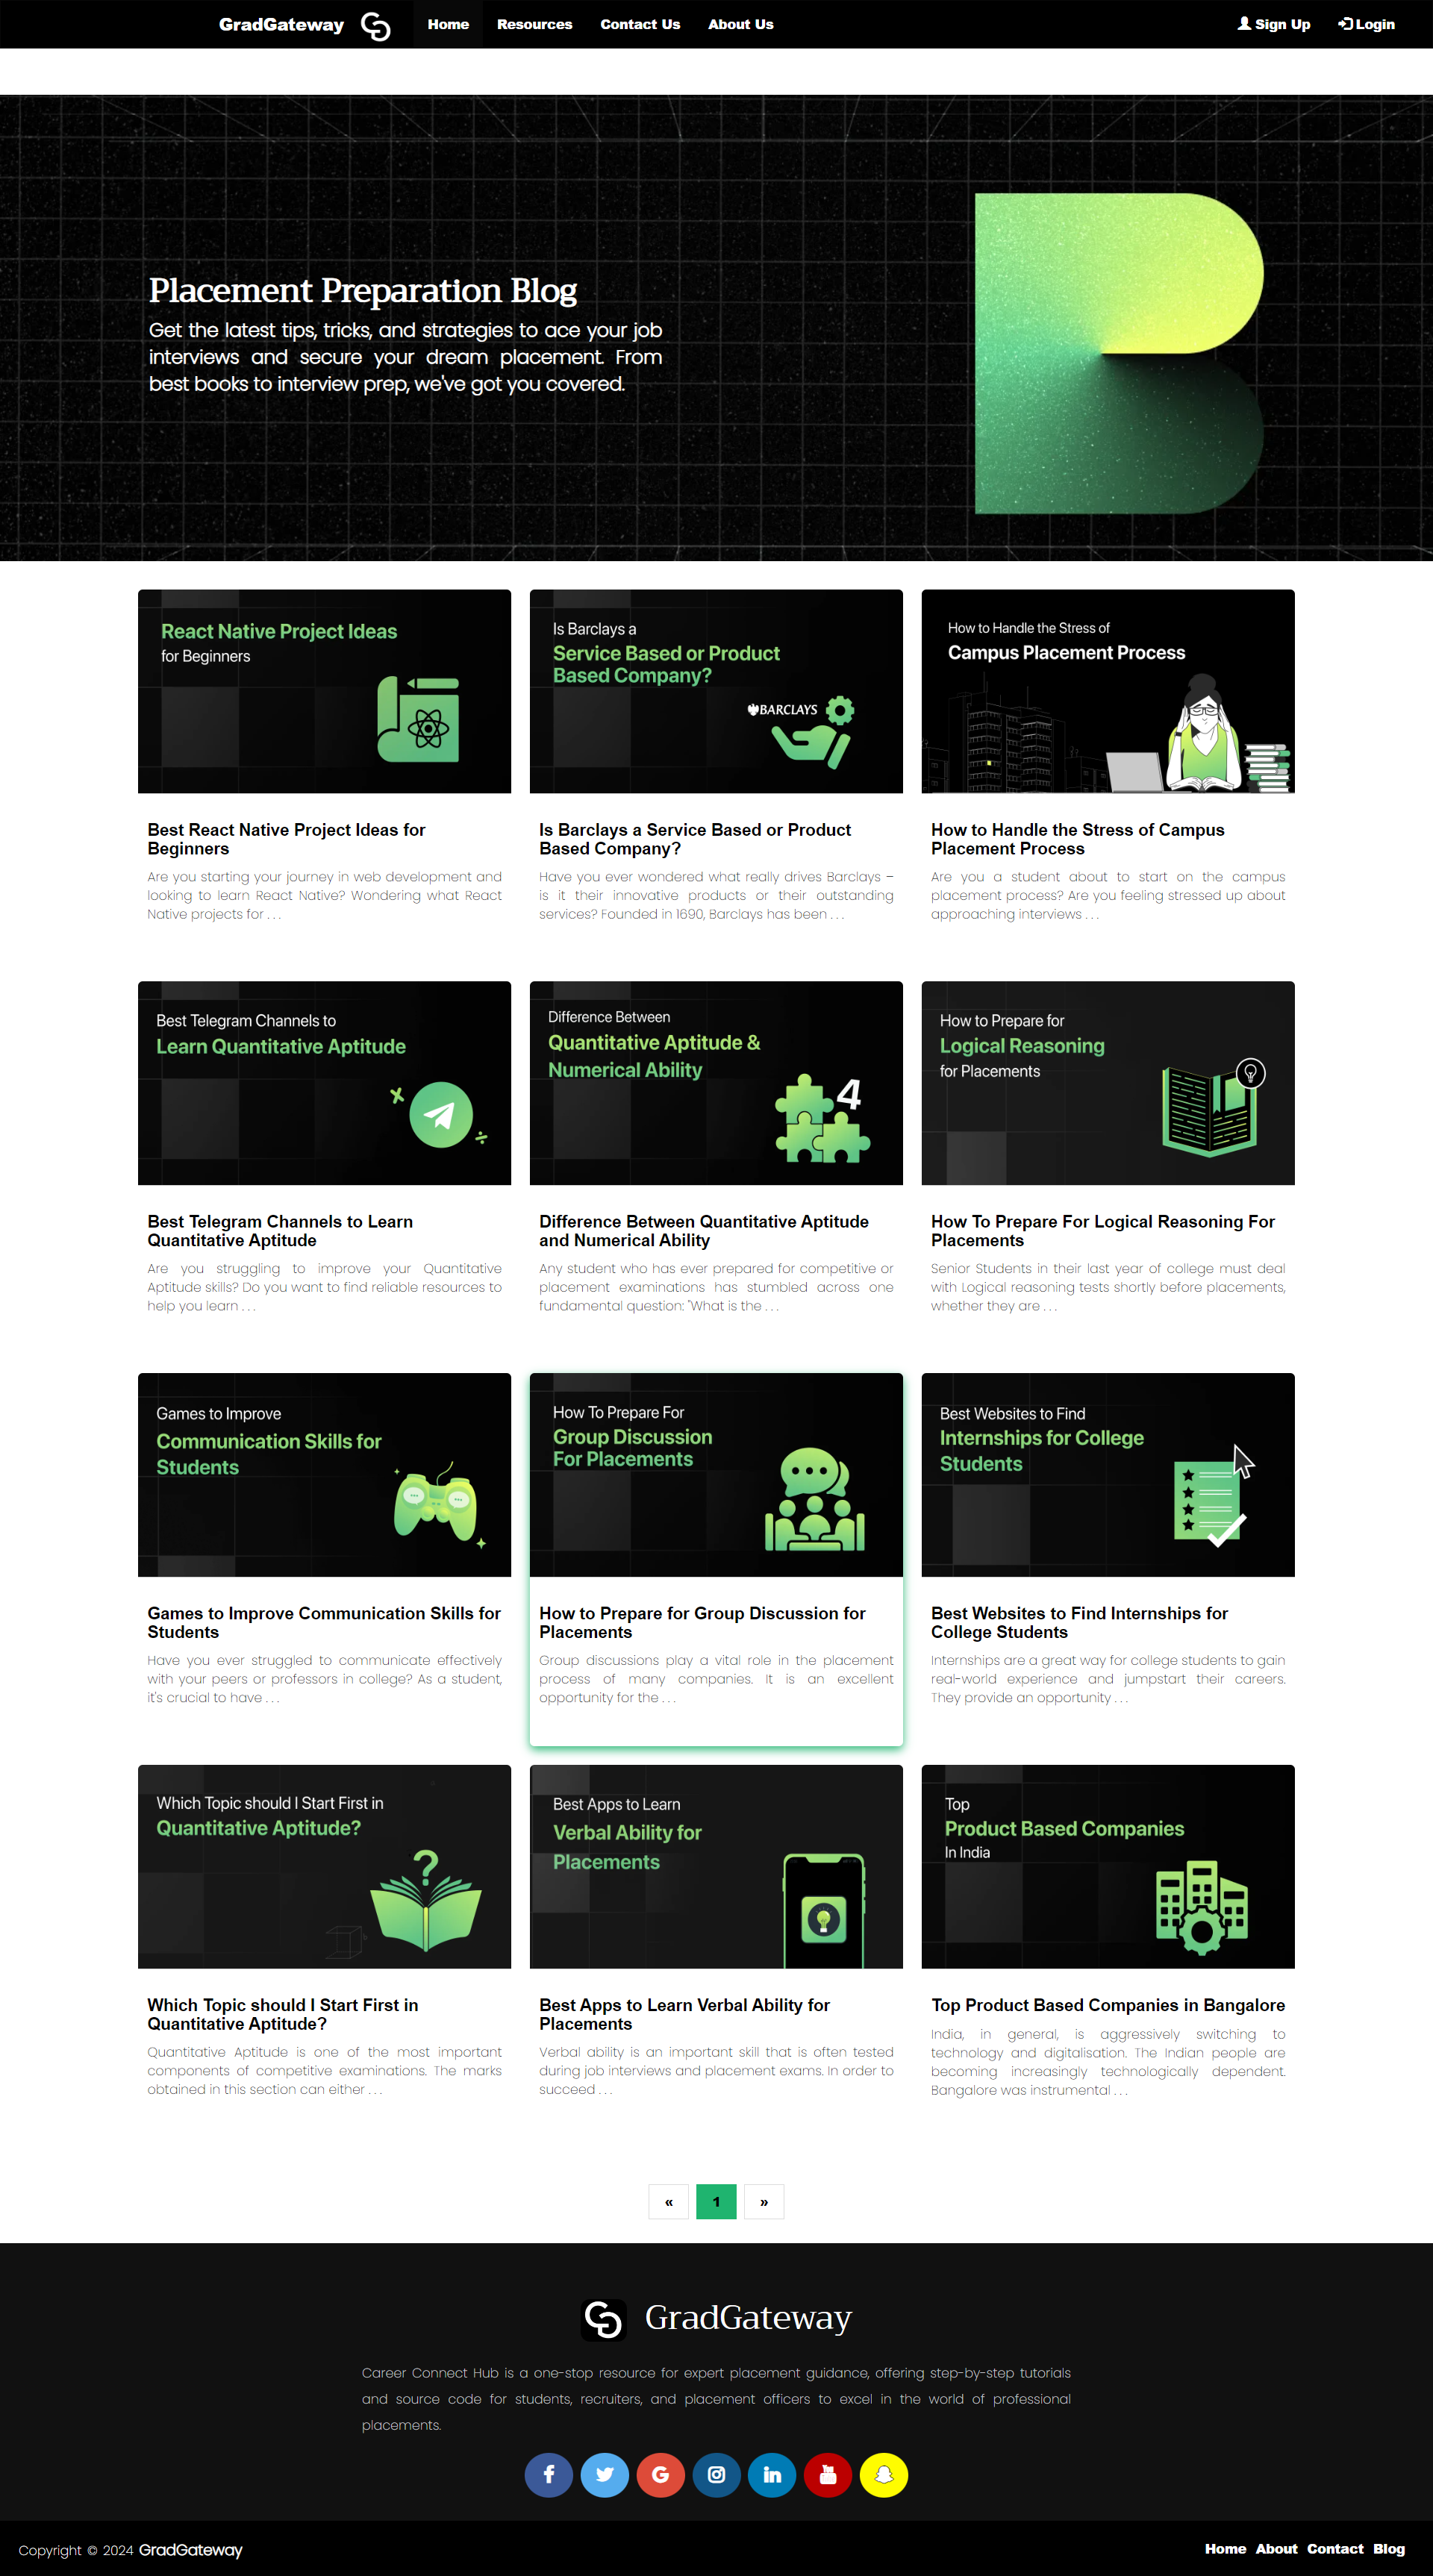 GradGateway
Home
Resources
Contact Us
About Us
Sign Up
Login
Placement Preparation Blog
Get the latest tips, tricks, and strategies to ace your job
interviews and secure your dream placement. From
best books to interview prep, we've got you covered.
React Native Project Ideas
for Beginners
Best React Native Project Ideas for
Beginners
Are you starting your journey in web development and
looking to learn React Native? Wondering what React
Native projects for . . .
Is Barclays a
Service Based or Product
Based Company?
BARCLAYS
Is Barclays a Service Based or Product
Based Company?
Have you ever wondered what really drives Barclays –
is it their innovative products or their outstanding
services? Founded in 1690, Barclays has been . . .
How to Handle the Stress of
Campus Placement Process
How to Handle the Stress of Campus
Placement Process
Are you a student about to start on the campus
placement process? Are you feeling stressed up about
approaching interviews . . .
Best Telegram Channels to
Learn Quantitative Aptitude
Best Telegram Channels to Learn
Quantitative Aptitude
Are you struggling to improve your Quantitative
Aptitude skills? Do you want to find reliable resources to
help you learn . . .
Difference Between
Quantitative Aptitude &
Numerical Ability
4
Difference Between Quantitative Aptitude
and Numerical Ability
Any student who has ever prepared for competitive or
placement examinations has stumbled across one
fundamental question: "What is the . . .
How to Prepare for
Logical Reasoning
for Placements
How To Prepare For Logical Reasoning For
Placements
Senior Students in their last year of college must deal
with Logical reasoning tests shortly before placements,
whether they are . . .
Games to Improve
Communication Skills for
Students
Games to Improve Communication Skills for
Students
Have you ever struggled to communicate effectively
with your peers or professors in college? As a student,
it's crucial to have . . .
How To Prepare For
Group Discussion
For Placements
How to Prepare for Group Discussion for
Placements
Group discussions play a vital role in the placement
process of many companies. It is an excellent
opportunity for the . . .
Best Websites to Find
Internships for College
Students
Best Websites to Find Internships for
College Students
Internships are a great way for college students to gain
real-world experience and jumpstart their careers.
They provide an opportunity . . .
Which Topic should I Start First in
Quantitative Aptitude?
?
Which Topic should I Start First in
Quantitative Aptitude?
Quantitative Aptitude is one of the most important
components of competitive examinations. The marks
obtained in this section can either . . .
Best Apps to Learn
Verbal Ability for
Placements
Best Apps to Learn Verbal Ability for
Placements
Verbal ability is an important skill that is often tested
during job interviews and placement exams. In order to
succeed . . .
Top
Product Based Companies
In India
Top Product Based Companies in Bangalore
India, in general, is aggressively switching to
technology and digitalisation. The Indian people are
becoming increasingly technologically dependent.
Bangalore was instrumental . . .
« 1 »
GradGateway
Career Connect Hub is a one-stop resource for expert placement guidance, offering step-by-step tutorials
and source code for students, recruiters, and placement officers to excel in the world of professional
placements.
Copyright © 2024 GradGateway
Home About Contact Blog